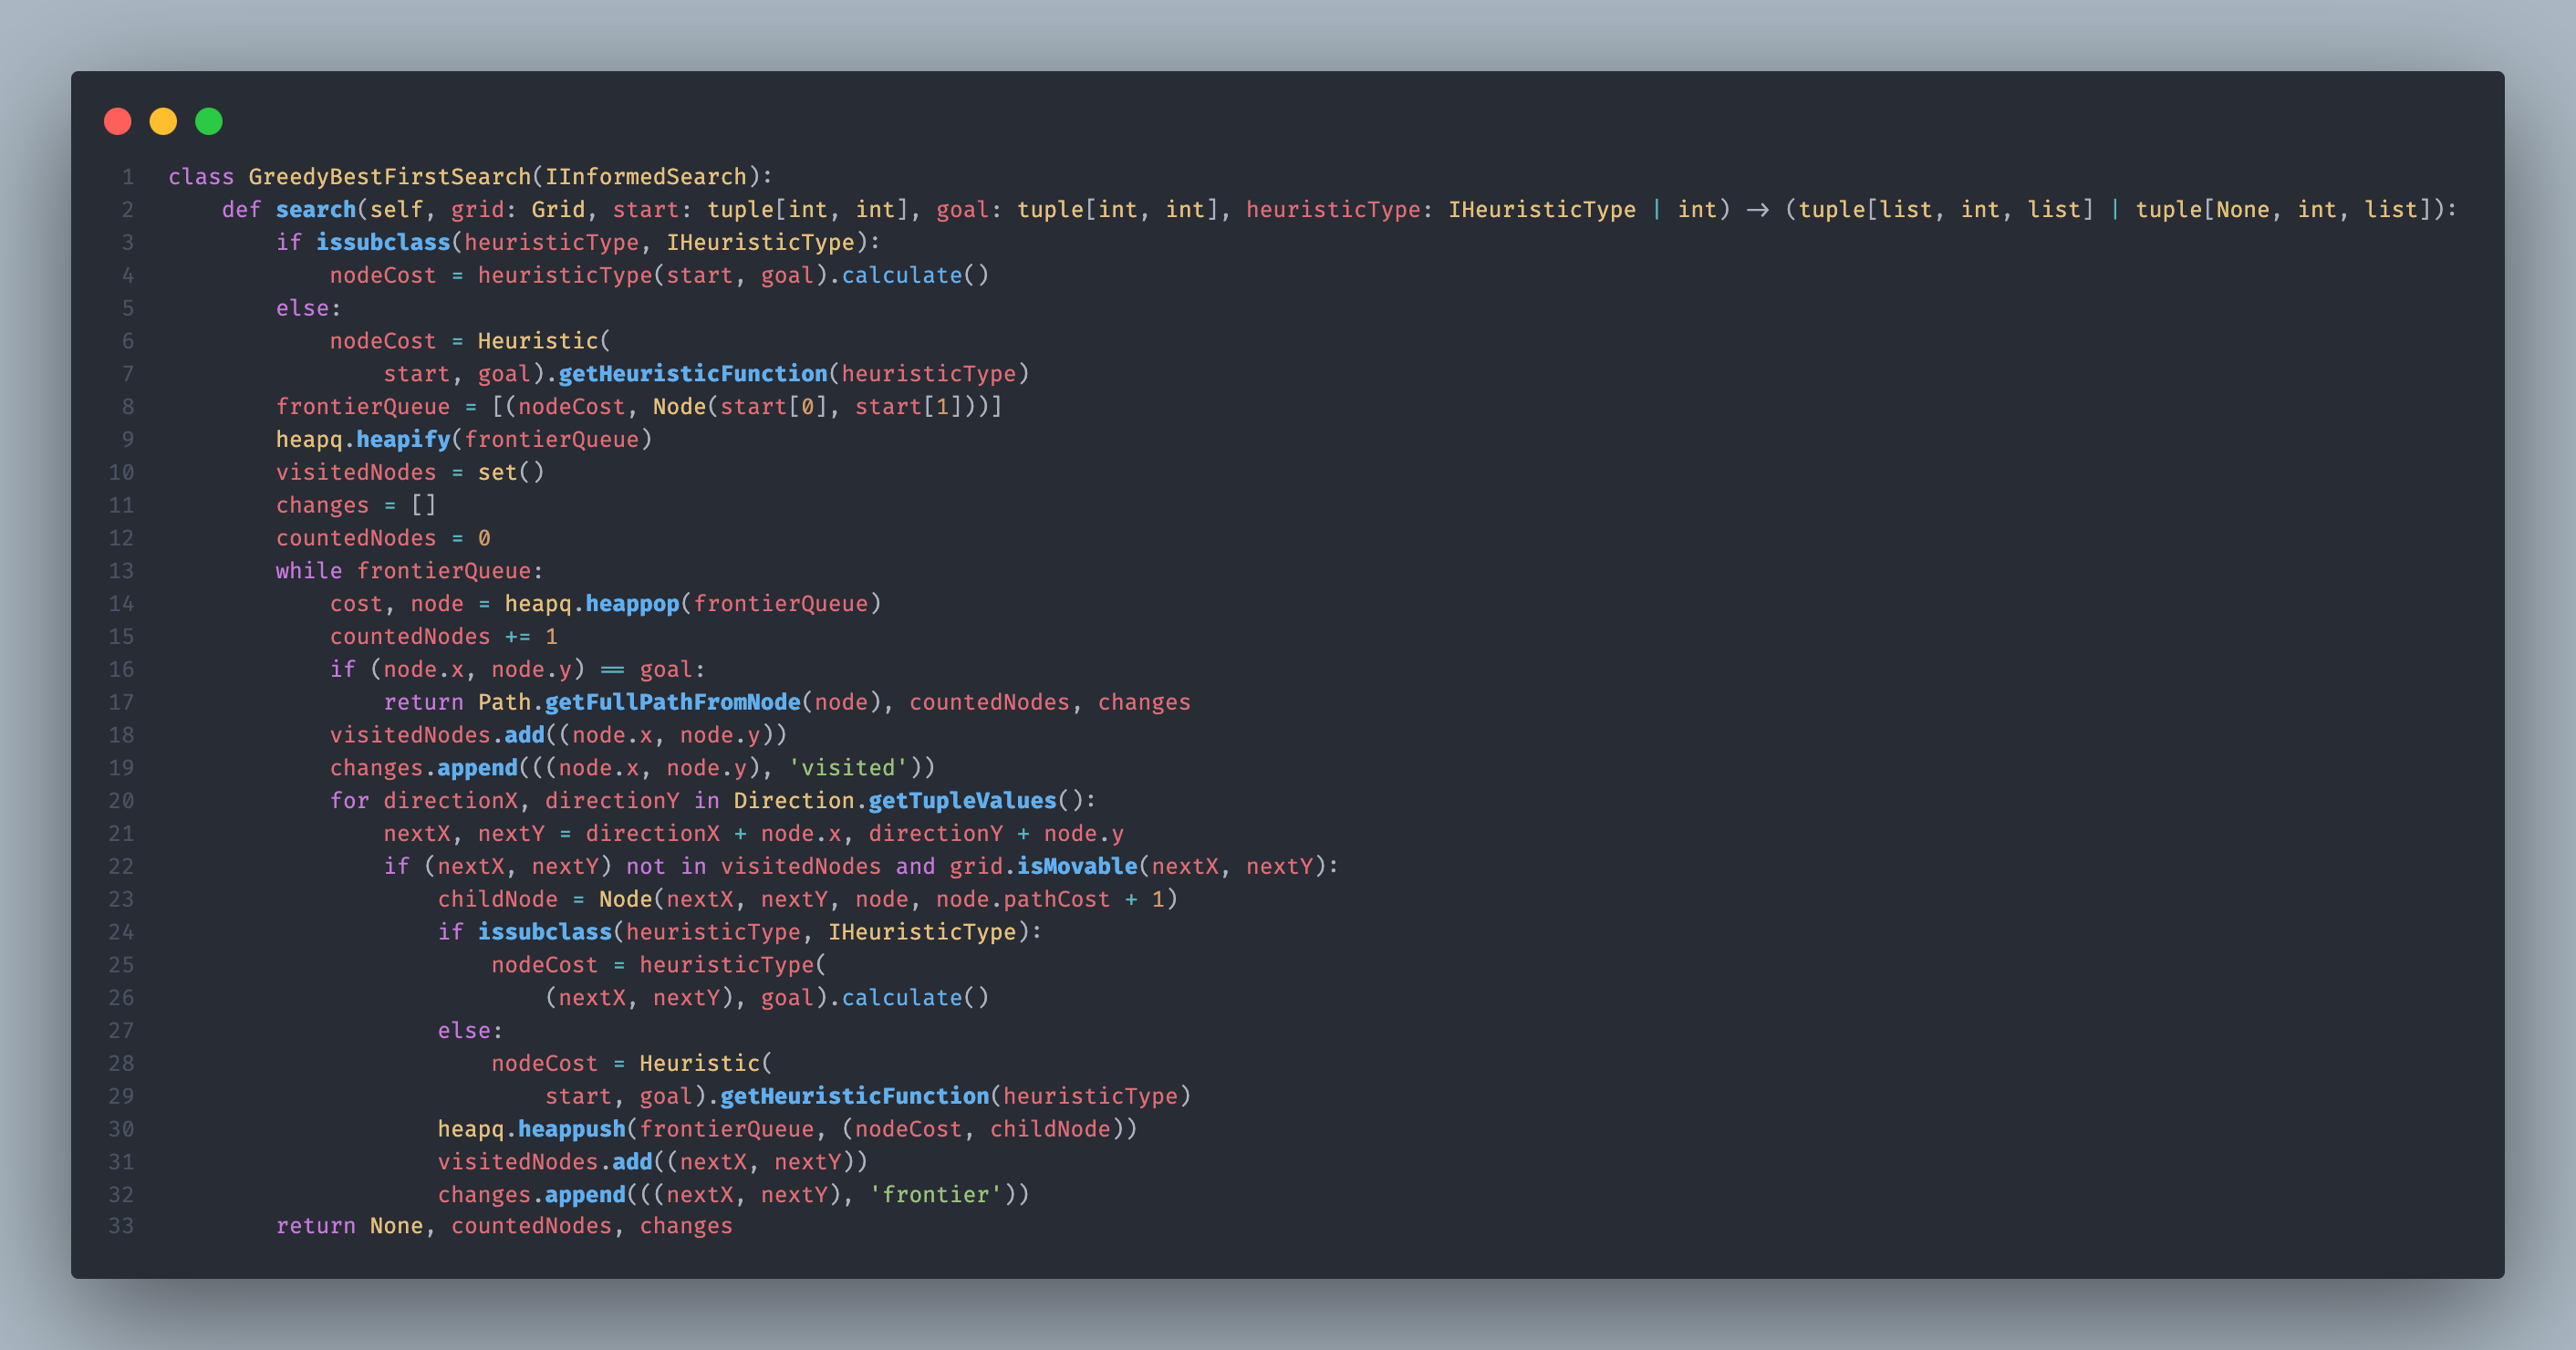 1 class GreedyBestFirstSearch(IInformedSearch):
2     def search(self, grid: Grid, start: tuple[int, int], goal: tuple[int, int], heuristicType: IHeuristicType | int) -> (tuple[list, int, list] | tuple[None, int, list]):
3         if issubclass(heuristicType, IHeuristicType):
4             nodeCost = heuristicType(start, goal).calculate()
5         else:
6             nodeCost = Heuristic(
7                 start, goal).getHeuristicFunction(heuristicType)
8         frontierQueue = [(nodeCost, Node(start[0], start[1]))]
9         heapq.heapify(frontierQueue)
10         visitedNodes = set()
11         changes = []
12         countedNodes = 0
13         while frontierQueue:
14             cost, node = heapq.heappop(frontierQueue)
15             countedNodes += 1
16             if (node.x, node.y) == goal:
17                 return Path.getFullPathFromNode(node), countedNodes, changes
18             visitedNodes.add((node.x, node.y))
19             changes.append(((node.x, node.y), 'visited'))
20             for directionX, directionY in Direction.getTupleValues():
21                 nextX, nextY = directionX + node.x, directionY + node.y
22                 if (nextX, nextY) not in visitedNodes and grid.isMovable(nextX, nextY):
23                     childNode = Node(nextX, nextY, node, node.pathCost + 1)
24                     if issubclass(heuristicType, IHeuristicType):
25                         nodeCost = heuristicType(
26                             (nextX, nextY), goal).calculate()
27                     else:
28                         nodeCost = Heuristic(
29                             start, goal).getHeuristicFunction(heuristicType)
30                     heapq.heappush(frontierQueue, (nodeCost, childNode))
31                     visitedNodes.add((nextX, nextY))
32                     changes.append(((nextX, nextY), 'frontier'))
33         return None, countedNodes, changes